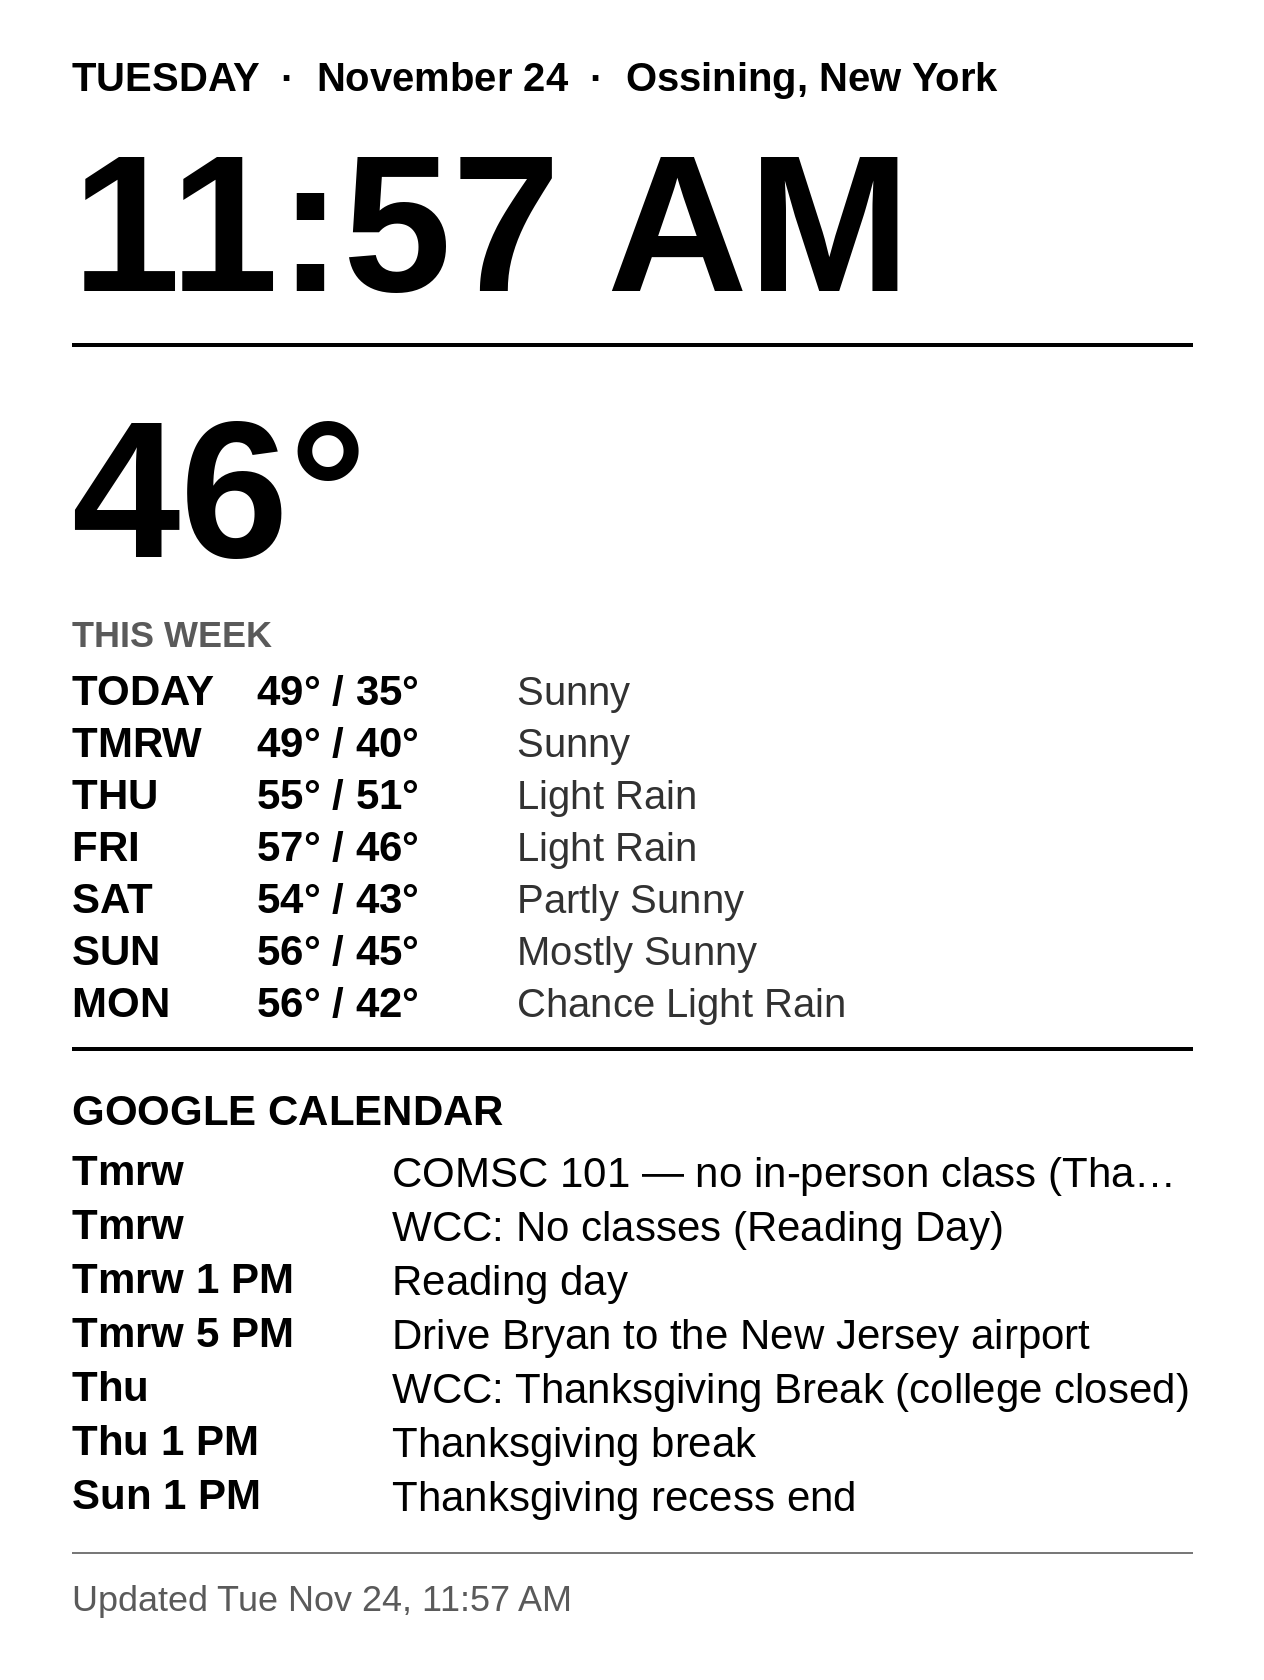 TUESDAY · November 24 · Ossining, New York
11:57 AM
46°
THIS WEEK
TODAY 49° / 35° Sunny
TMRW 49° / 40° Sunny
THU 55° / 51° Light Rain
FRI 57° / 46° Light Rain
SAT 54° / 43° Partly Sunny
SUN 56° / 45° Mostly Sunny
MON 56° / 42° Chance Light Rain
GOOGLE CALENDAR
Tmrw COMSC 101 — no in-person class (Tha…
Tmrw WCC: No classes (Reading Day)
Tmrw 1 PM Reading day
Tmrw 5 PM Drive Bryan to the New Jersey airport
Thu WCC: Thanksgiving Break (college closed)
Thu 1 PM Thanksgiving break
Sun 1 PM Thanksgiving recess end
Updated Tue Nov 24, 11:57 AM